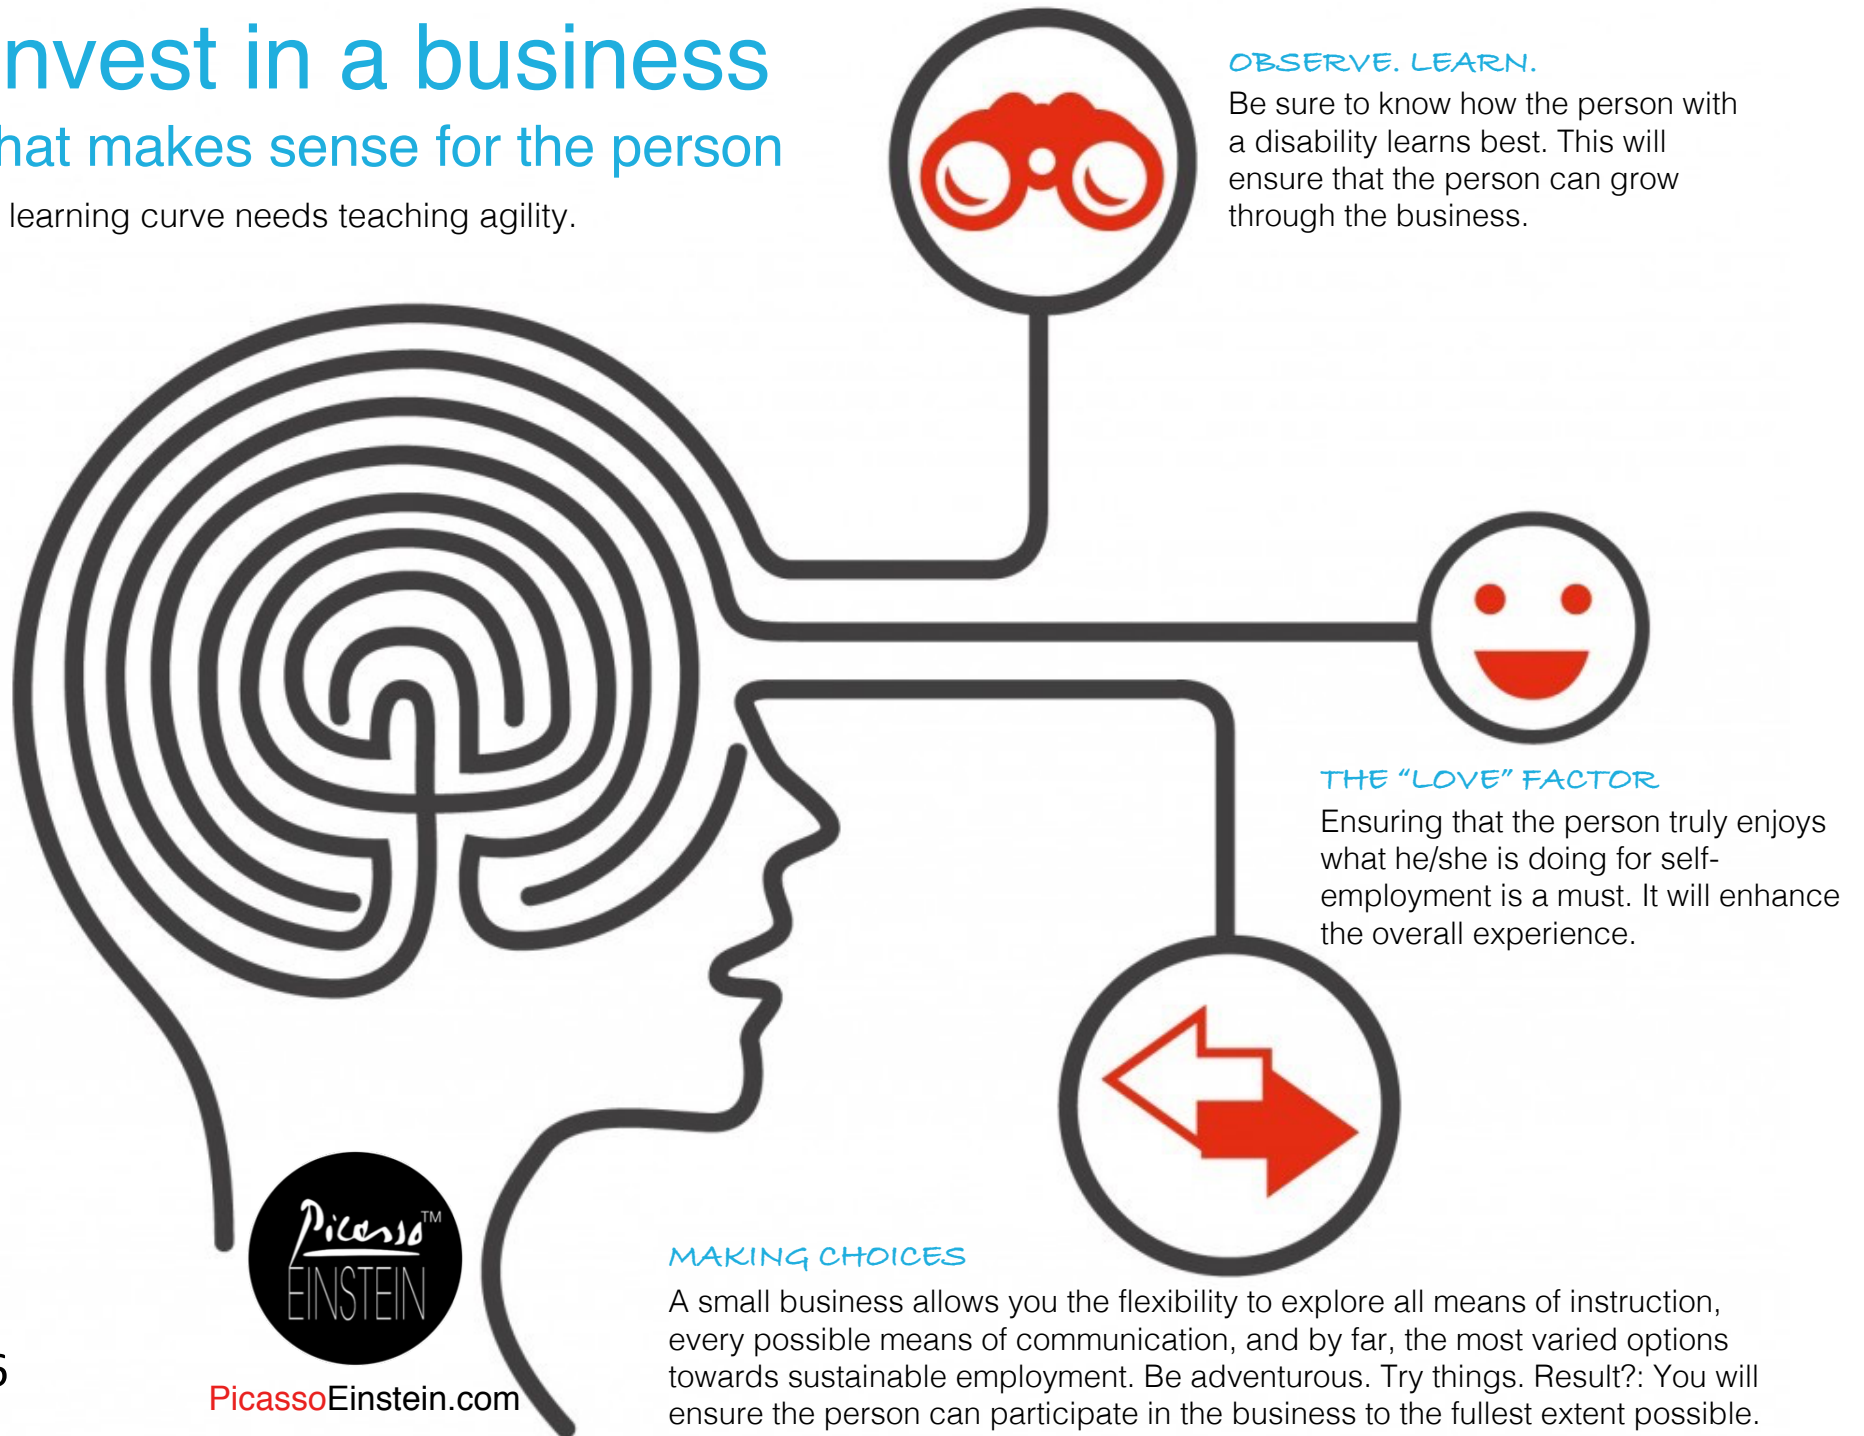 nvest in a business
hat makes sense for the person
learning curve needs teaching agility.
OBSERVE. LEARN.
Be sure to know how the person with
a disability learns best. This will
ensure that the person can grow
through the business.
THE “LOVE” FACTOR
Ensuring that the person truly enjoys
what he/she is doing for self-
employment is a must. It will enhance
the overall experience.
MAKING CHOICES
A small business allows you the flexibility to explore all means of instruction,
every possible means of communication, and by far, the most varied options
towards sustainable employment. Be adventurous. Try things. Result?: You will
ensure the person can participate in the business to the fullest extent possible.
Picasso™
EINSTEIN
PicassoEinstein.com
6